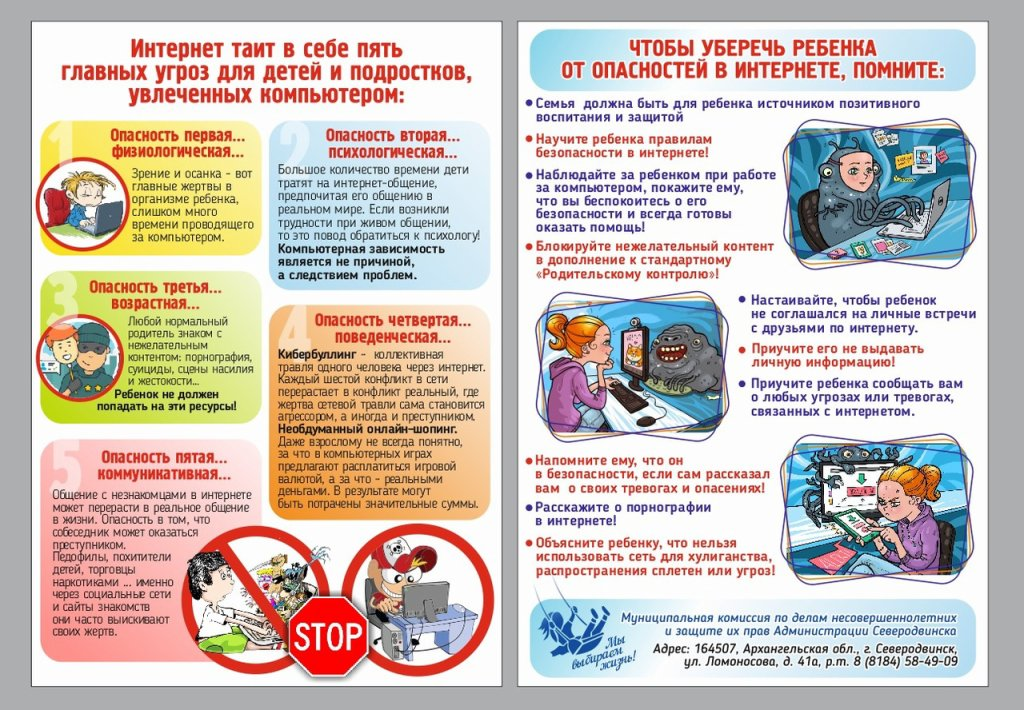 Интернет таит в себе пять
главных угроз для детей и подростков,
увлеченных компьютером:
1
Опасность первая...
физиологическая...
Зрение и осанка - вот
главные жертвы в
организме ребенка,
слишком много
времени проводящего
за компьютером.
2
Опасность вторая...
психологическая...
Большое количество времени дети
тратят на интернет-общение,
предпочитая его общению в
реальном мире. Если возникли
трудности при живом общении,
то это повод обратиться к психологу!
Компьютерная зависимость
является не причиной,
а следствием проблем.
3
Опасность третья...
возрастная...
Любой нормальный
родитель знаком с
нежелательным
контентом: порнография,
суициды, сцены насилия
и жестокости...
Ребенок не должен
попадать на эти ресурсы!
4
Опасность четвертая...
поведенческая...
Кибербуллинг - коллективная
травля одного человека через интернет.
Каждый шестой конфликт в сети
перерастает в конфликт реальный, где
жертва сетевой травли сама становится
агрессором, а иногда и преступником.
Необдуманный онлайн-шопинг.
Даже взрослому не всегда понятно,
за что в компьютерных играх
предлагают расплатиться игровой
валютой, а за что - реальными
деньгами. В результате могут
быть потрачены значительные суммы.
5
Опасность пятая...
коммуникативная...
Общение с незнакомцами в интернете
может перерасти в реальное общение
в жизни. Опасность в том, что
собеседник может оказаться
преступником.
Педофилы, похитители
детей, торговцы
наркотиками ... именно
через социальные сети
и сайты знакомств
они часто выискивают
своих жертв.
STOP
ЧТОБЫ УБЕРЕЧЬ РЕБЕНКА
ОТ ОПАСНОСТЕЙ В ИНТЕРНЕТЕ, ПОМНИТЕ:
• Семья должна быть для ребенка источником позитивного
воспитания и защитой
• Научите ребенка правилам
безопасности в интернете!
• Наблюдайте за ребенком при работе
за компьютером, покажите ему,
что вы беспокоитесь о его
безопасности и всегда готовы
оказать помощь!
• Блокируйте нежелательный контент
в дополнение к стандартному
«Родительскому контролю»!
• Настаивайте, чтобы ребенок
не соглашался на личные встречи
с друзьями по интернету.
• Приучите его не выдавать
личную информацию!
• Приучите ребенка сообщать вам
о любых угрозах или тревогах,
связанных с интернетом.
• Напомните ему, что он
в безопасности, если сам рассказал
вам о своих тревогах и опасениях!
• Расскажите о порнографии
в интернете!
• Объясните ребенку, что нельзя
использовать сеть для хулиганства,
распространения сплетен или угроз!
Мы
выбираем
жизнь!
Муниципальная комиссия по делам несовершеннолетних
и защите их прав Администрации Северодвинска
Адрес: 164507, Архангельская обл., г. Северодвинск,
ул. Ломоносова, д. 41а, р.т. 8 (8184) 58-49-09